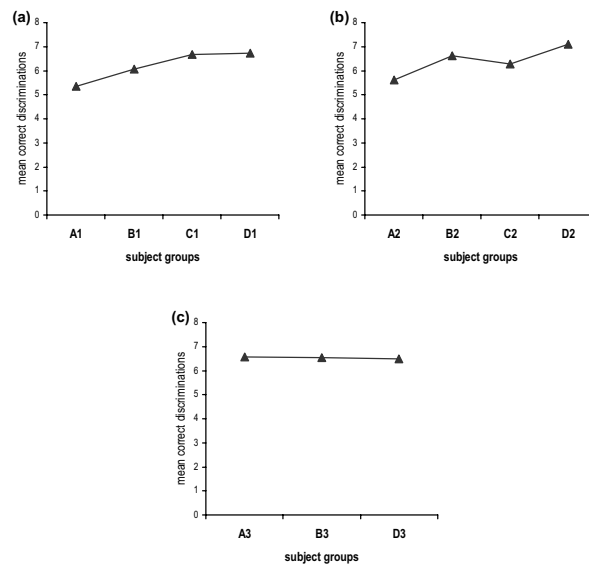 (a)
mean correct discriminations
8
7
6
5
4
3
2
1
0
A1 B1 C1 D1
subject groups
(b)
mean correct discriminations
8
7
6
5
4
3
2
1
0
A2 B2 C2 D2
subject groups
(c)
mean correct discriminations
8
7
6
5
4
3
2
1
0
A3 B3 D3
subject groups